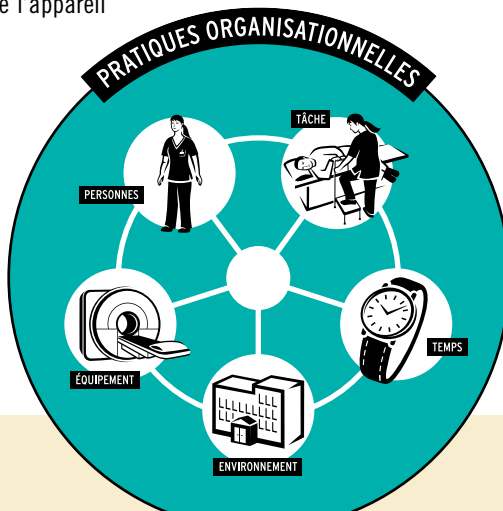 e l'appareil
PRATIQUES ORGANISATIONNELLES
TÂCHE
PERSONNES
TEMPS
ÉQUIPEMENT
ENVIRONNEMENT